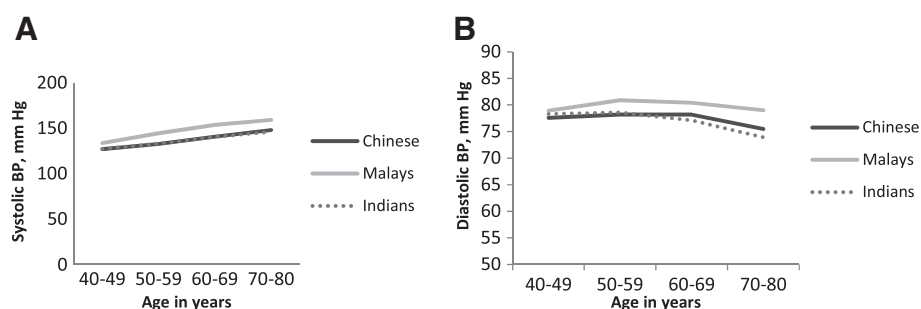 A
Systolic BP, mm Hg
200
150
100
50
0
40-49 50-59 60-69 70-80
Age in years
Chinese
Malays
Indians
B
Diastolic BP, mm Hg
90
85
80
75
70
65
60
55
50
40-49 50-59 60-69 70-80
Age in years
Chinese
Malays
Indians